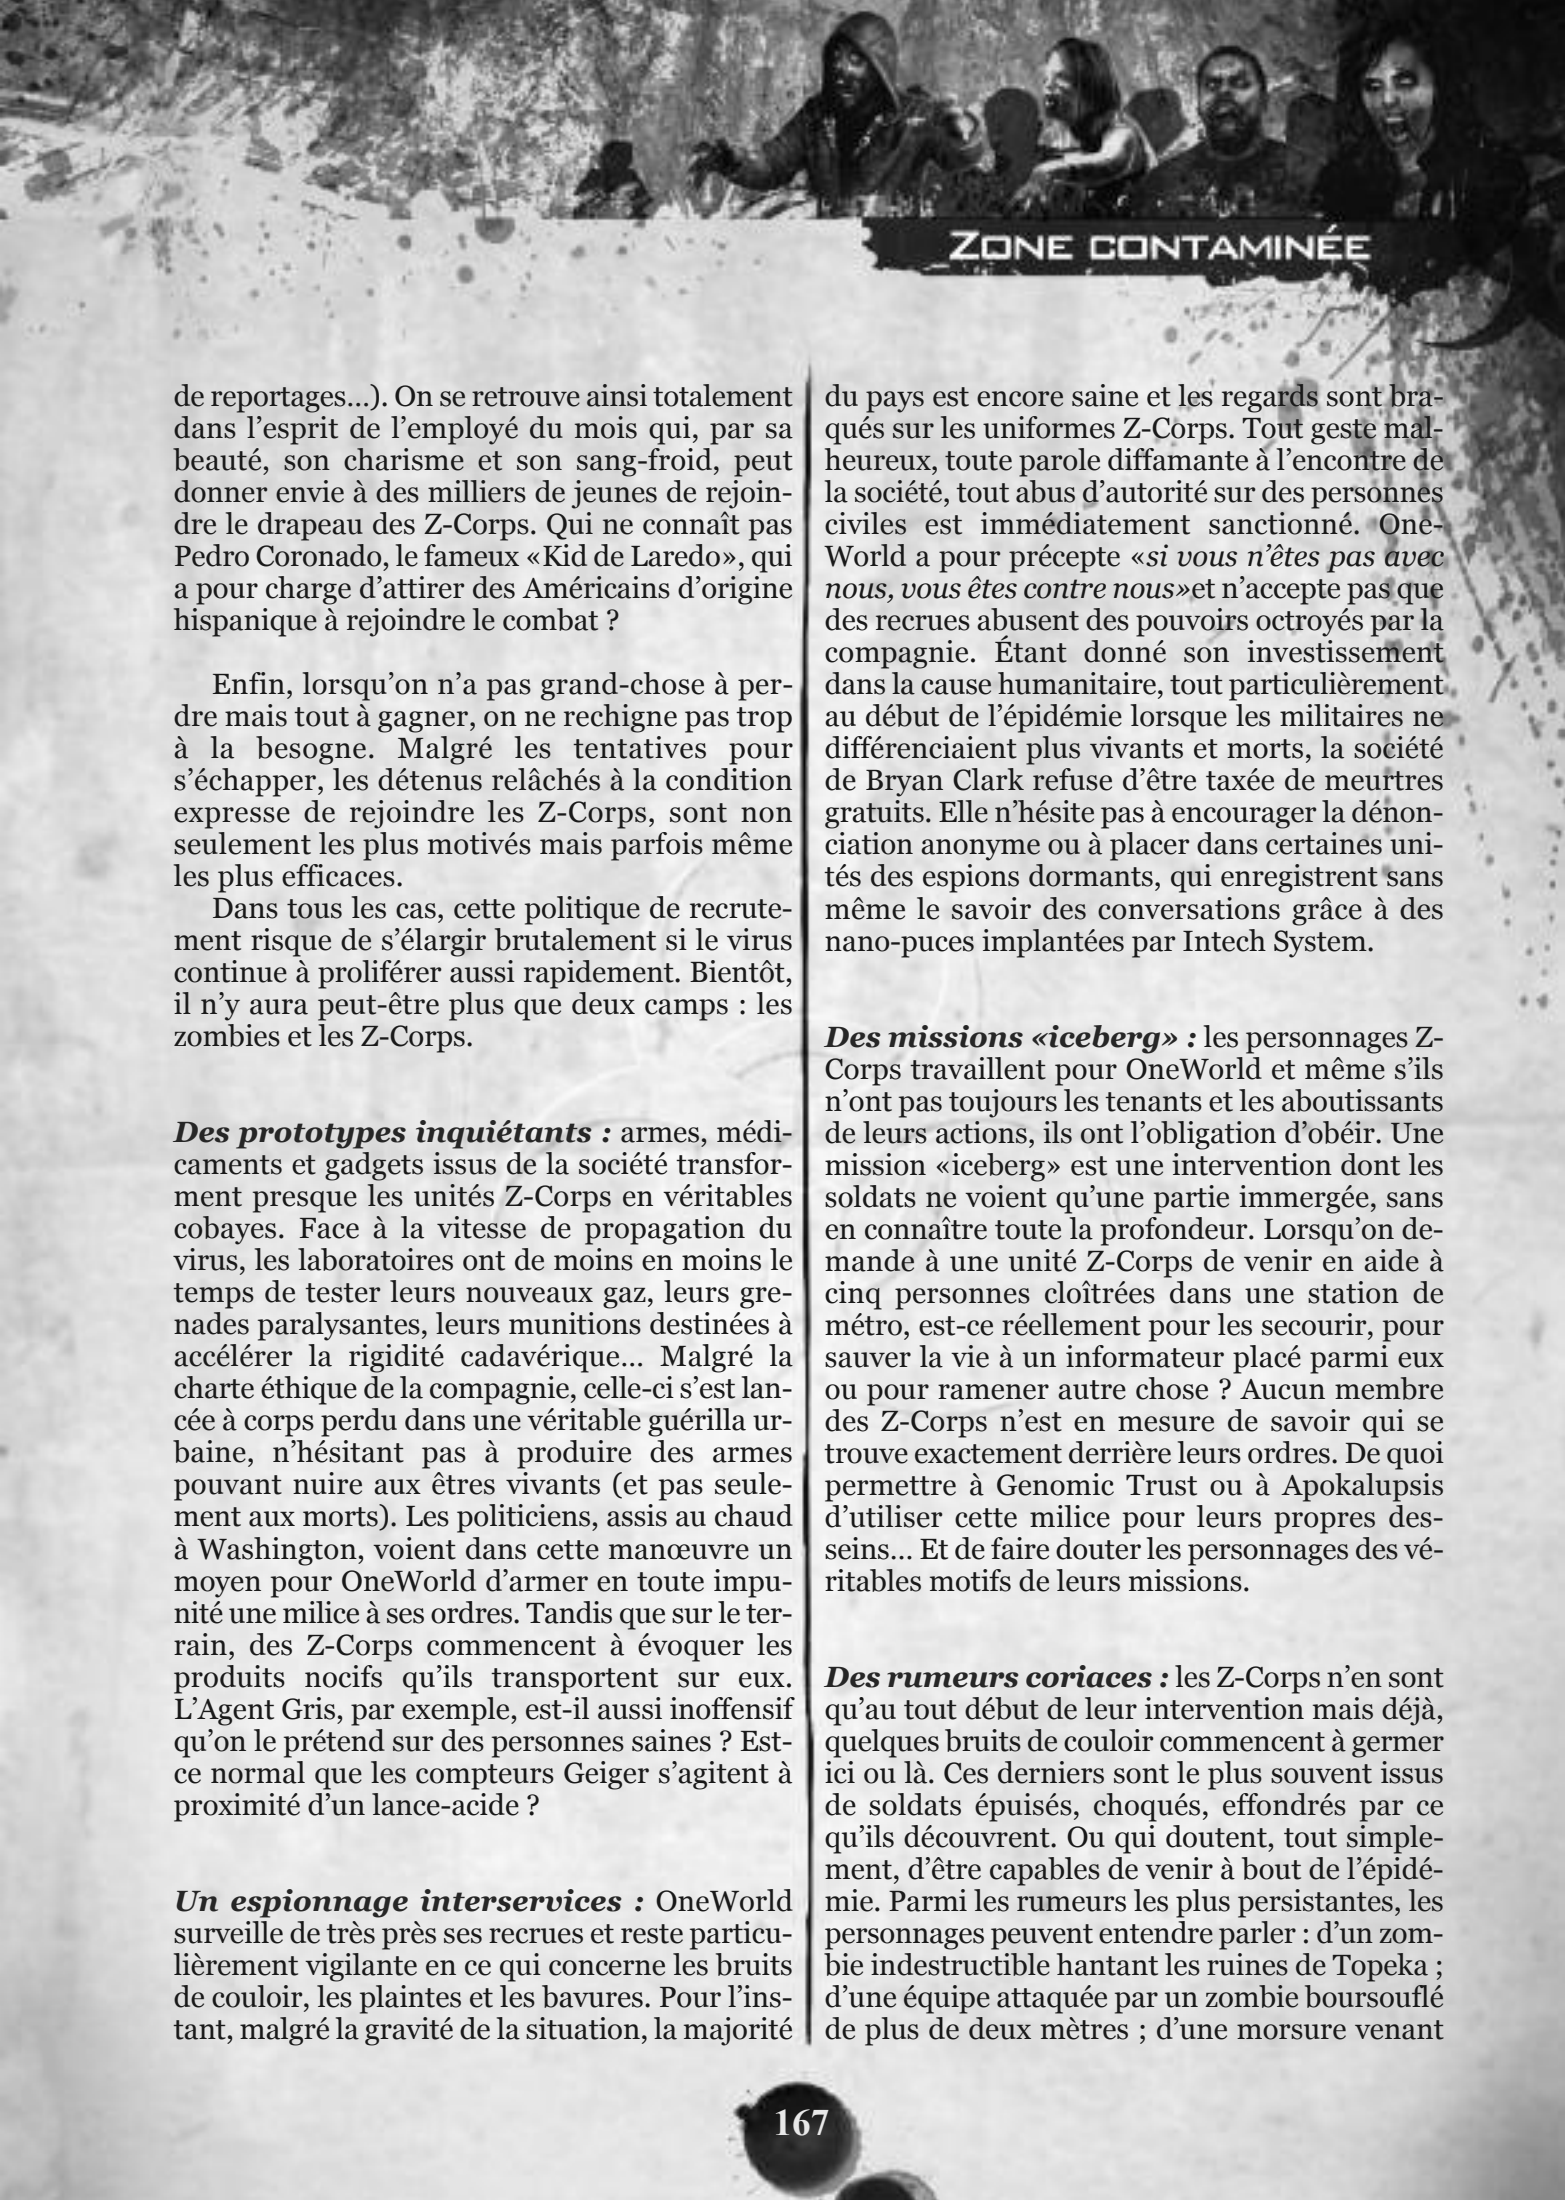 ZONE CONTAMINÉE
de reportages...). On se retrouve ainsi totalement
dans l'esprit de l'employé du mois qui, par sa
beauté, son charisme et son sang-froid, peut
donner envie à des milliers de jeunes de rejoin-
dre le drapeau des Z-Corps. Qui ne connaît pas
Pedro Coronado, le fameux «Kid de Laredo», qui
a pour charge d'attirer des Américains d'origine
hispanique à rejoindre le combat ?
Enfin, lorsqu'on n'a pas grand-chose à per-
dre mais tout à gagner, on ne rechigne pas trop
à la besogne. Malgré les tentatives pour
s'échapper, les détenus relâchés à la condition
expresse de rejoindre les Z-Corps, sont non
seulement les plus motivés mais parfois même
les plus efficaces.
Dans tous les cas, cette politique de recrute-
ment risque de s'élargir brutalement si le virus
continue à proliférer aussi rapidement. Bientôt,
il n'y aura peut-être plus que deux camps : les
zombies et les Z-Corps.
Des prototypes inquiétants : armes, médi-
caments et gadgets issus de la société transfor-
ment presque les unités Z-Corps en véritables
cobayes. Face à la vitesse de propagation du
virus, les laboratoires ont de moins en moins le
temps de tester leurs nouveaux gaz, leurs gre-
nades paralysantes, leurs munitions destinées à
accélérer la rigidité cadavérique... Malgré la
charte éthique de la compagnie, celle-ci s'est lan-
cée à corps perdu dans une véritable guérilla ur-
baine, n'hésitant pas à produire des armes
pouvant nuire aux êtres vivants (et pas seule-
ment aux morts). Les politiciens, assis au chaud
à Washington, voient dans cette manœuvre un
moyen pour OneWorld d'armer en toute impu-
nité une milice à ses ordres. Tandis que sur le ter-
rain, des Z-Corps commencent à évoquer les
produits nocifs qu'ils transportent sur eux.
L'Agent Gris, par exemple, est-il aussi inoffensif
qu'on le prétend sur des personnes saines ? Est-
ce normal que les compteurs Geiger s'agitent à
proximité d'un lance-acide ?
Un espionnage interservices : OneWorld
surveille de très près ses recrues et reste particu-
lièrement vigilante en ce qui concerne les bruits
de couloir, les plaintes et les bavures. Pour l'ins-
tant, malgré la gravité de la situation, la majorité
du pays est encore saine et les regards sont bra-
qués sur les uniformes Z-Corps. Tout geste mal-
heureux, toute parole diffamante à l'encontre de
la société, tout abus d'autorité sur des personnes
civiles est immédiatement sanctionné. One-
World a pour précepte «si vous n'êtes pas avec
nous, vous êtes contre nous»et n'accepte pas que
des recrues abusent des pouvoirs octroyés par la
compagnie. Étant donné son investissement
dans la cause humanitaire, tout particulièrement
au début de l'épidémie lorsque les militaires ne
différenciaient plus vivants et morts, la société
de Bryan Clark refuse d'être taxée de meurtres
gratuits. Elle n'hésite pas à encourager la dénon-
ciation anonyme ou à placer dans certaines uni-
tés des espions dormants, qui enregistrent sans
même le savoir des conversations grâce à des
nano-puces implantées par Intech System.
Des missions «iceberg» : les personnages Z-
Corps travaillent pour OneWorld et même s'ils
n'ont pas toujours les tenants et les aboutissants
de leurs actions, ils ont l'obligation d'obéir. Une
mission «iceberg» est une intervention dont les
soldats ne voient qu'une partie immergée, sans
en connaître toute la profondeur. Lorsqu'on de-
mande à une unité Z-Corps de venir en aide à
cinq personnes cloîtrées dans une station de
métro, est-ce réellement pour les secourir, pour
sauver la vie à un informateur placé parmi eux
ou pour ramener autre chose ? Aucun membre
des Z-Corps n'est en mesure de savoir qui se
trouve exactement derrière leurs ordres. De quoi
permettre à Genomic Trust ou à Apokalupsis
d'utiliser cette milice pour leurs propres des-
seins... Et de faire douter les personnages des vé-
ritables motifs de leurs missions.
Des rumeurs coriaces : les Z-Corps n'en sont
qu'au tout début de leur intervention mais déjà,
quelques bruits de couloir commencent à germer
ici ou là. Ces derniers sont le plus souvent issus
de soldats épuisés, choqués, effondrés par ce
qu'ils découvrent. Ou qui doutent, tout simple-
ment, d'être capables de venir à bout de l'épidé-
mie. Parmi les rumeurs les plus persistantes, les
personnages peuvent entendre parler : d'un zom-
bie indestructible hantant les ruines de Topeka ;
d'une équipe attaquée par un zombie boursouflé
de plus de deux mètres ; d'une morsure venant
167